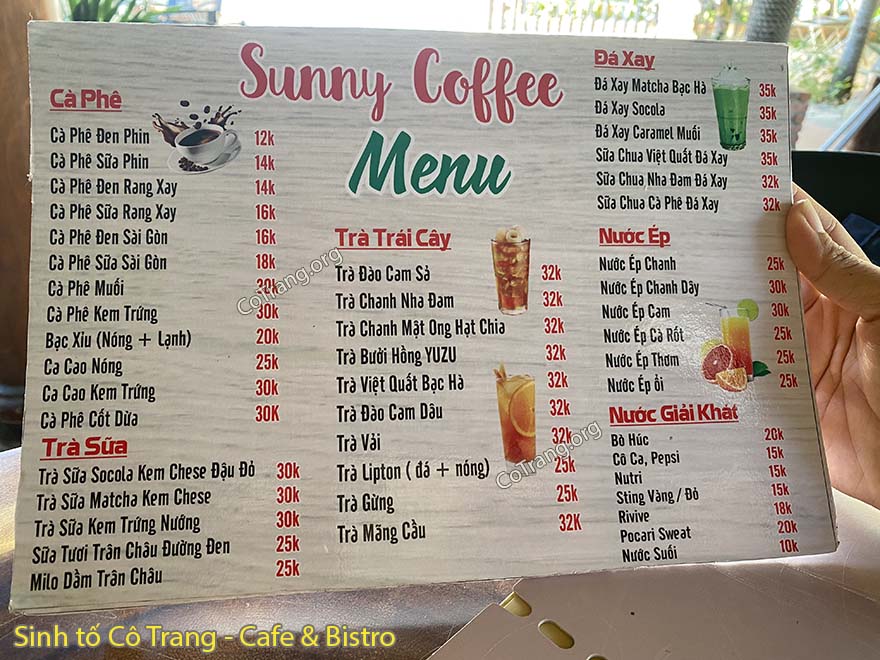 Sunny Coffee
Menu
Cà Phê
Cà Phê Đen Phin 12k
Cà Phê Sữa Phin 14k
Cà Phê Đen Rang Xay 14k
Cà Phê Sữa Rang Xay 16k
Cà Phê Đen Sài Gòn 16k
Cà Phê Sữa Sài Gòn 18k
Cà Phê Muối 30k
Cà Phê Kem Trứng 30k
Bạc Xíu (Nóng + Lạnh) 20k
Ca Cao Nóng 25k
Ca Cao Kem Trứng 30k
Cà Phê Cốt Dừa 30K
Trà Sữa
Trà Sữa Socola Kem Chese Đậu Đỏ 30k
Trà Sữa Matcha Kem Chese 30k
Trà Sữa Kem Trứng Nướng 30k
Sữa Tươi Trân Châu Đường Đen 25k
Milo Dầm Trân Châu 25k
Trà Trái Cây
Trà Đào Cam Sả 32k
Trà Chanh Nha Đam 32k
Trà Chanh Mật Ong Hạt Chia 32k
Trà Bưởi Hồng YUZU 32k
Trà Việt Quất Bạc Hà 32k
Trà Đào Cam Dâu 32k
Trà Vải 32k
Trà Lipton ( đá + nóng) 25k
Trà Gừng 25k
Trà Mãng Cầu 32K
Đá Xay
Đá Xay Matcha Bạc Hà 35k
Đá Xay Socola 35k
Đá Xay Caramel Muối 35k
Sữa Chua Việt Quất Đá Xay 35k
Sữa Chua Nha Đam Đá Xay 32k
Sữa Chua Cà Phê Đá Xay 32k
Nước Ép
Nước Ép Chanh 25k
Nước Ép Chanh Dây 30k
Nước Ép Cam 30k
Nước Ép Cà Rốt 25k
Nước Ép Thơm 25k
Nước Ép ổi 25k
Nước Giải Khát
Bò Húc 20k
Cô Ca, Pepsi 15k
Nutri 15k
Sting Vàng / Đỏ 15k
Rivive 18k
Pocari Sweat 20k
Nước Suối 10k
CoTrang.org
CoTrang.org
Sinh tố Cô Trang - Cafe & Bistro